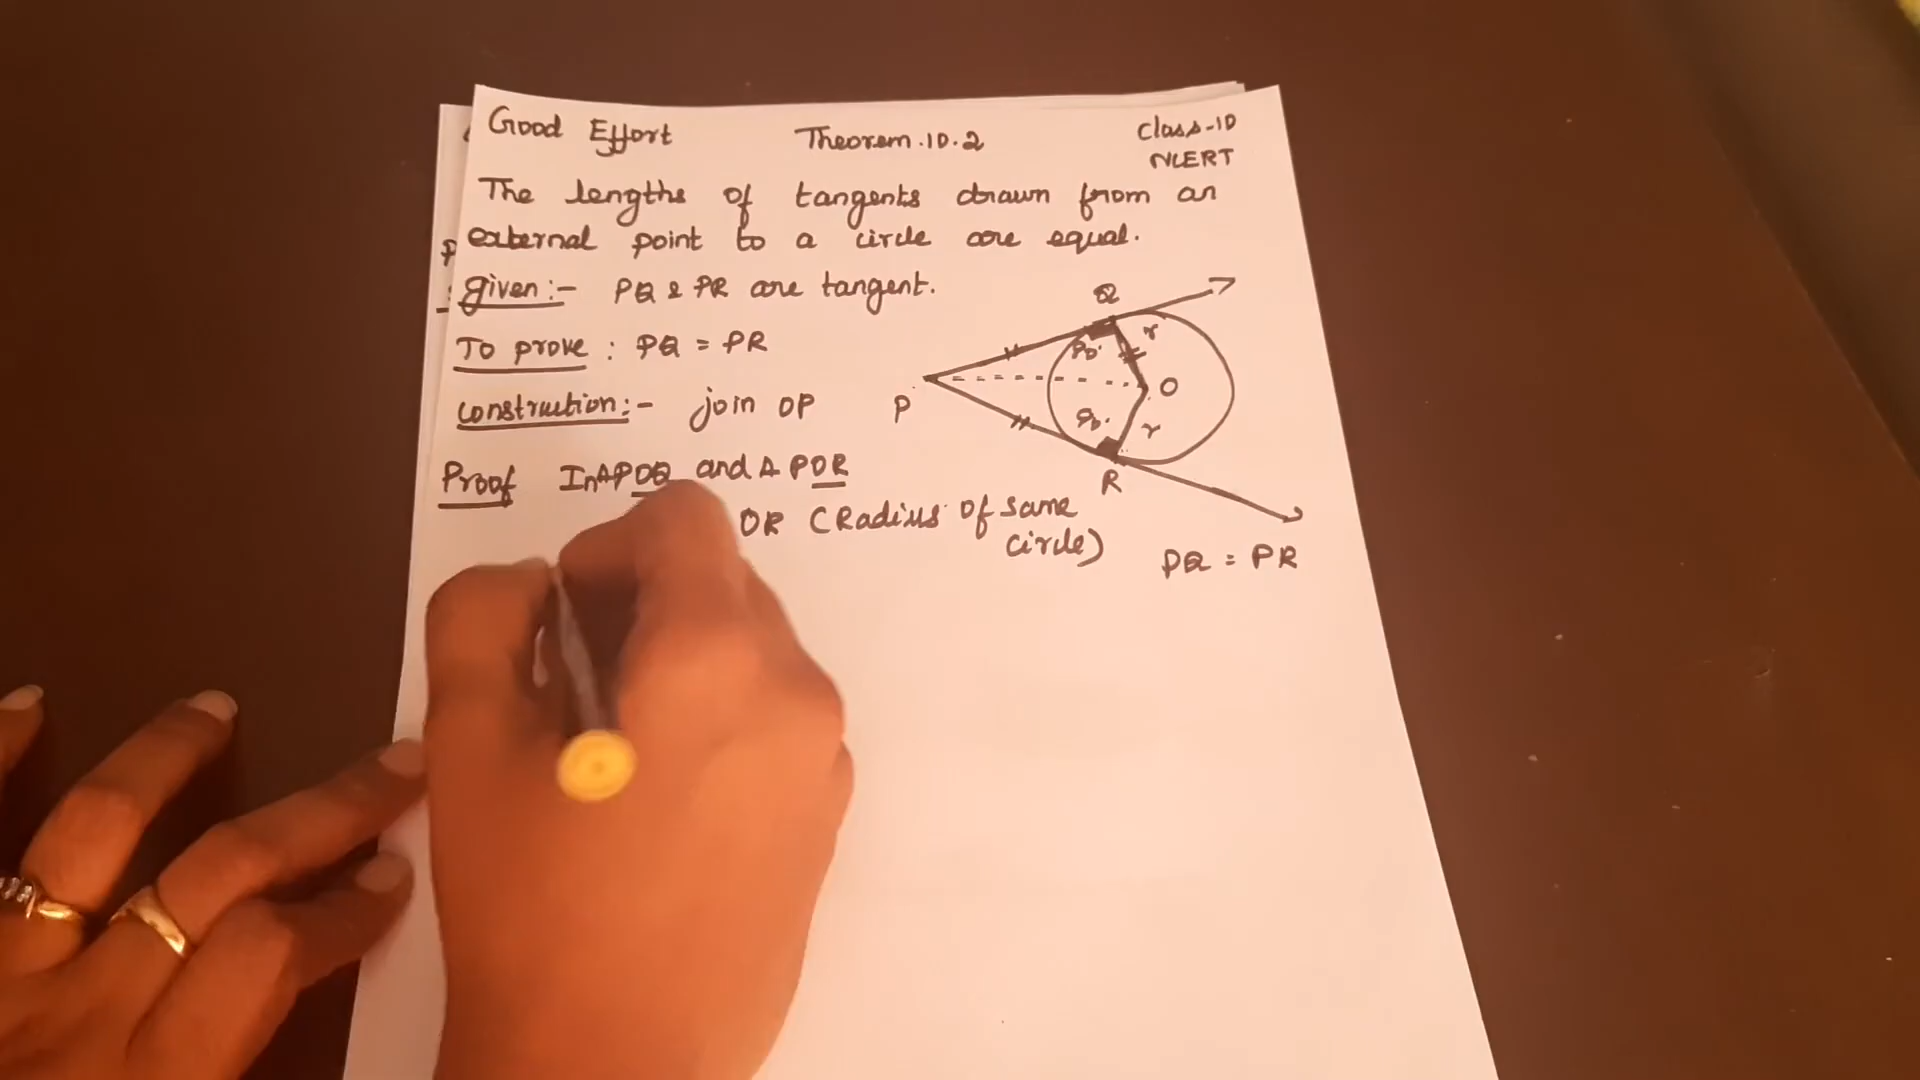 Good Effort Theorem.10.2 Class-10
NCERT
The lengths of tangents drawn from an
external point to a circle are equal.
given:- PQ & PR are tangent.
To prove : PQ = PR
construction:- join OP
Proof In△POQ and △ POR
OR (Radius of same
circle)
PQ = PR
Q
r
90°
P
O
90°
r
R